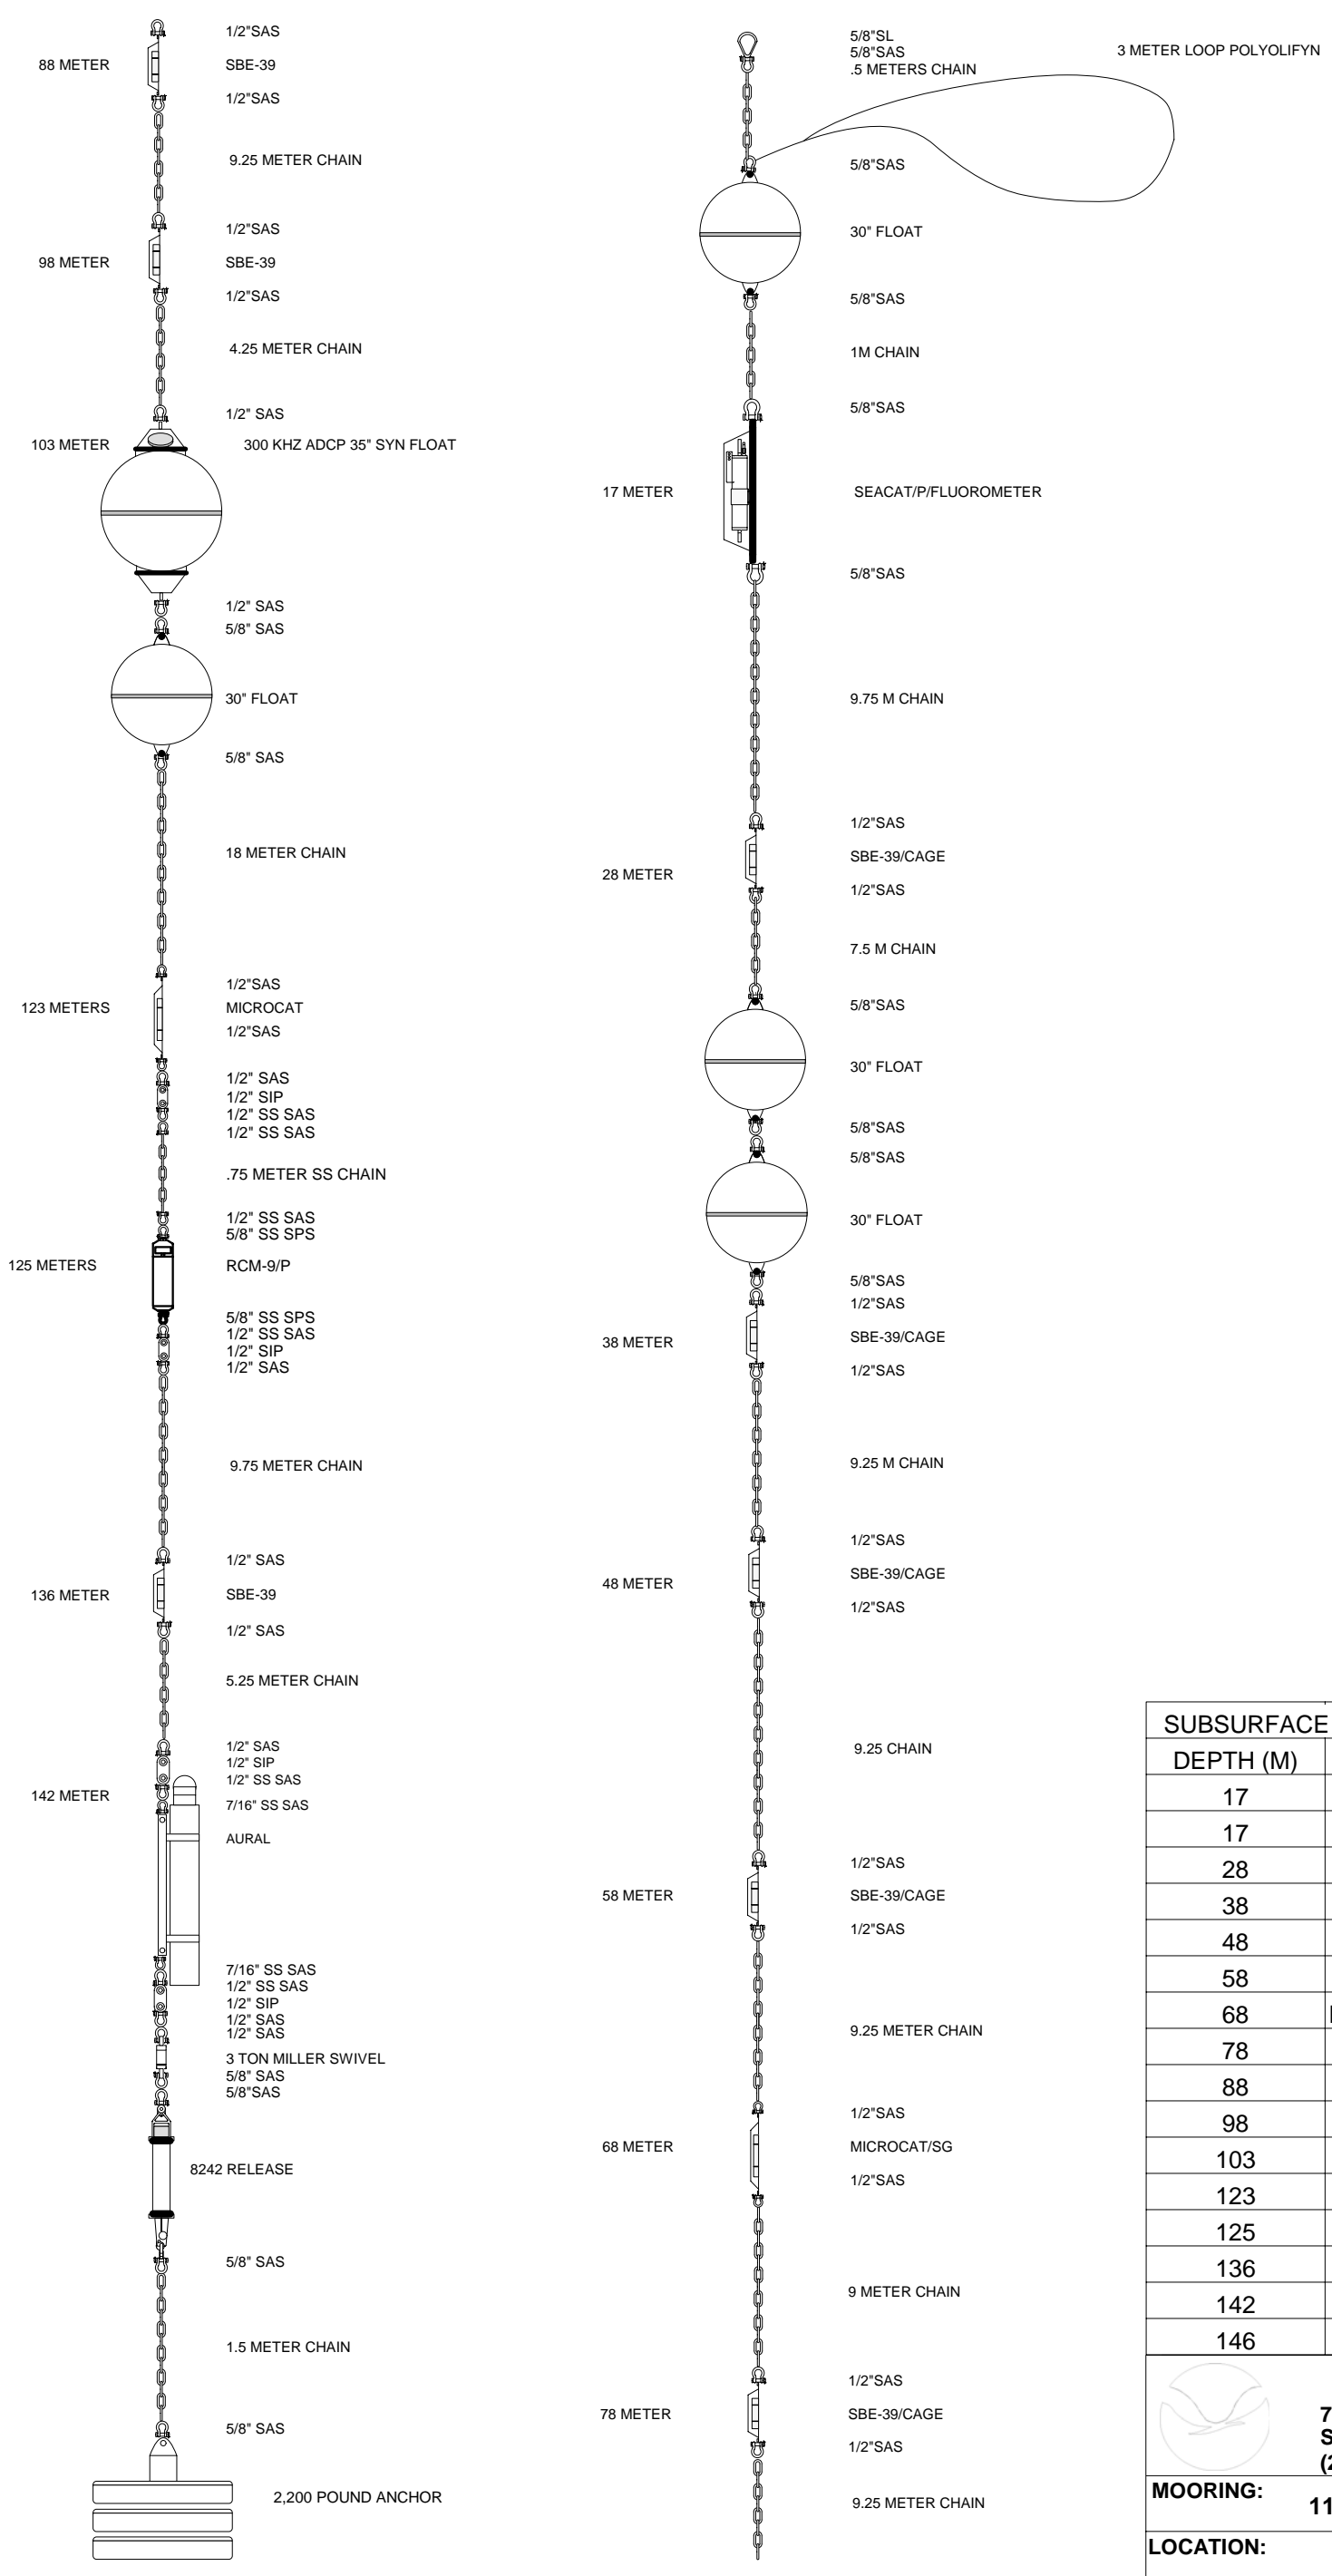 1/2"SAS
88 METER
SBE-39
1/2"SAS
9.25 METER CHAIN
1/2"SAS
98 METER
SBE-39
1/2"SAS
4.25 METER CHAIN
1/2" SAS
103 METER
300 KHZ ADCP 35" SYN FLOAT
1/2" SAS
5/8" SAS
30" FLOAT
5/8" SAS
18 METER CHAIN
1/2"SAS
123 METERS
MICROCAT
1/2"SAS
1/2" SAS
1/2" SIP
1/2" SS SAS
1/2" SS SAS
.75 METER SS CHAIN
1/2" SS SAS
5/8" SS SPS
125 METERS
RCM-9/P
5/8" SS SPS
1/2" SS SAS
1/2" SIP
1/2" SAS
9.75 METER CHAIN
1/2" SAS
136 METER
SBE-39
1/2" SAS
5.25 METER CHAIN
1/2" SAS
1/2" SIP
1/2" SS SAS
142 METER
7/16" SS SAS
AURAL
7/16" SS SAS
1/2" SS SAS
1/2" SIP
1/2" SAS
1/2" SAS
3 TON MILLER SWIVEL
5/8" SAS
5/8"SAS
8242 RELEASE
5/8" SAS
1.5 METER CHAIN
5/8" SAS
2,200 POUND ANCHOR
5/8"SL
5/8"SAS
.5 METERS CHAIN
3 METER LOOP POLYOLIFYN
5/8"SAS
30" FLOAT
5/8"SAS
1M CHAIN
5/8"SAS
17 METER
SEACAT/P/FLUOROMETER
5/8"SAS
9.75 M CHAIN
1/2"SAS
SBE-39/CAGE
28 METER
1/2"SAS
7.5 M CHAIN
5/8"SAS
30" FLOAT
5/8"SAS
5/8"SAS
30" FLOAT
5/8"SAS
1/2"SAS
38 METER
SBE-39/CAGE
1/2"SAS
9.25 M CHAIN
1/2"SAS
48 METER
SBE-39/CAGE
1/2"SAS
9.25 CHAIN
1/2"SAS
58 METER
SBE-39/CAGE
1/2"SAS
9.25 METER CHAIN
1/2"SAS
68 METER
MICROCAT/SG
1/2"SAS
9 METER CHAIN
1/2"SAS
78 METER
SBE-39/CAGE
1/2"SAS
9.25 METER CHAIN
SUBSURFACE
DEPTH (M)
17
17
28
38
48
58
68
78
88
98
103
123
125
136
142
146
7
S
(2
MOORING:
11
LOCATION: